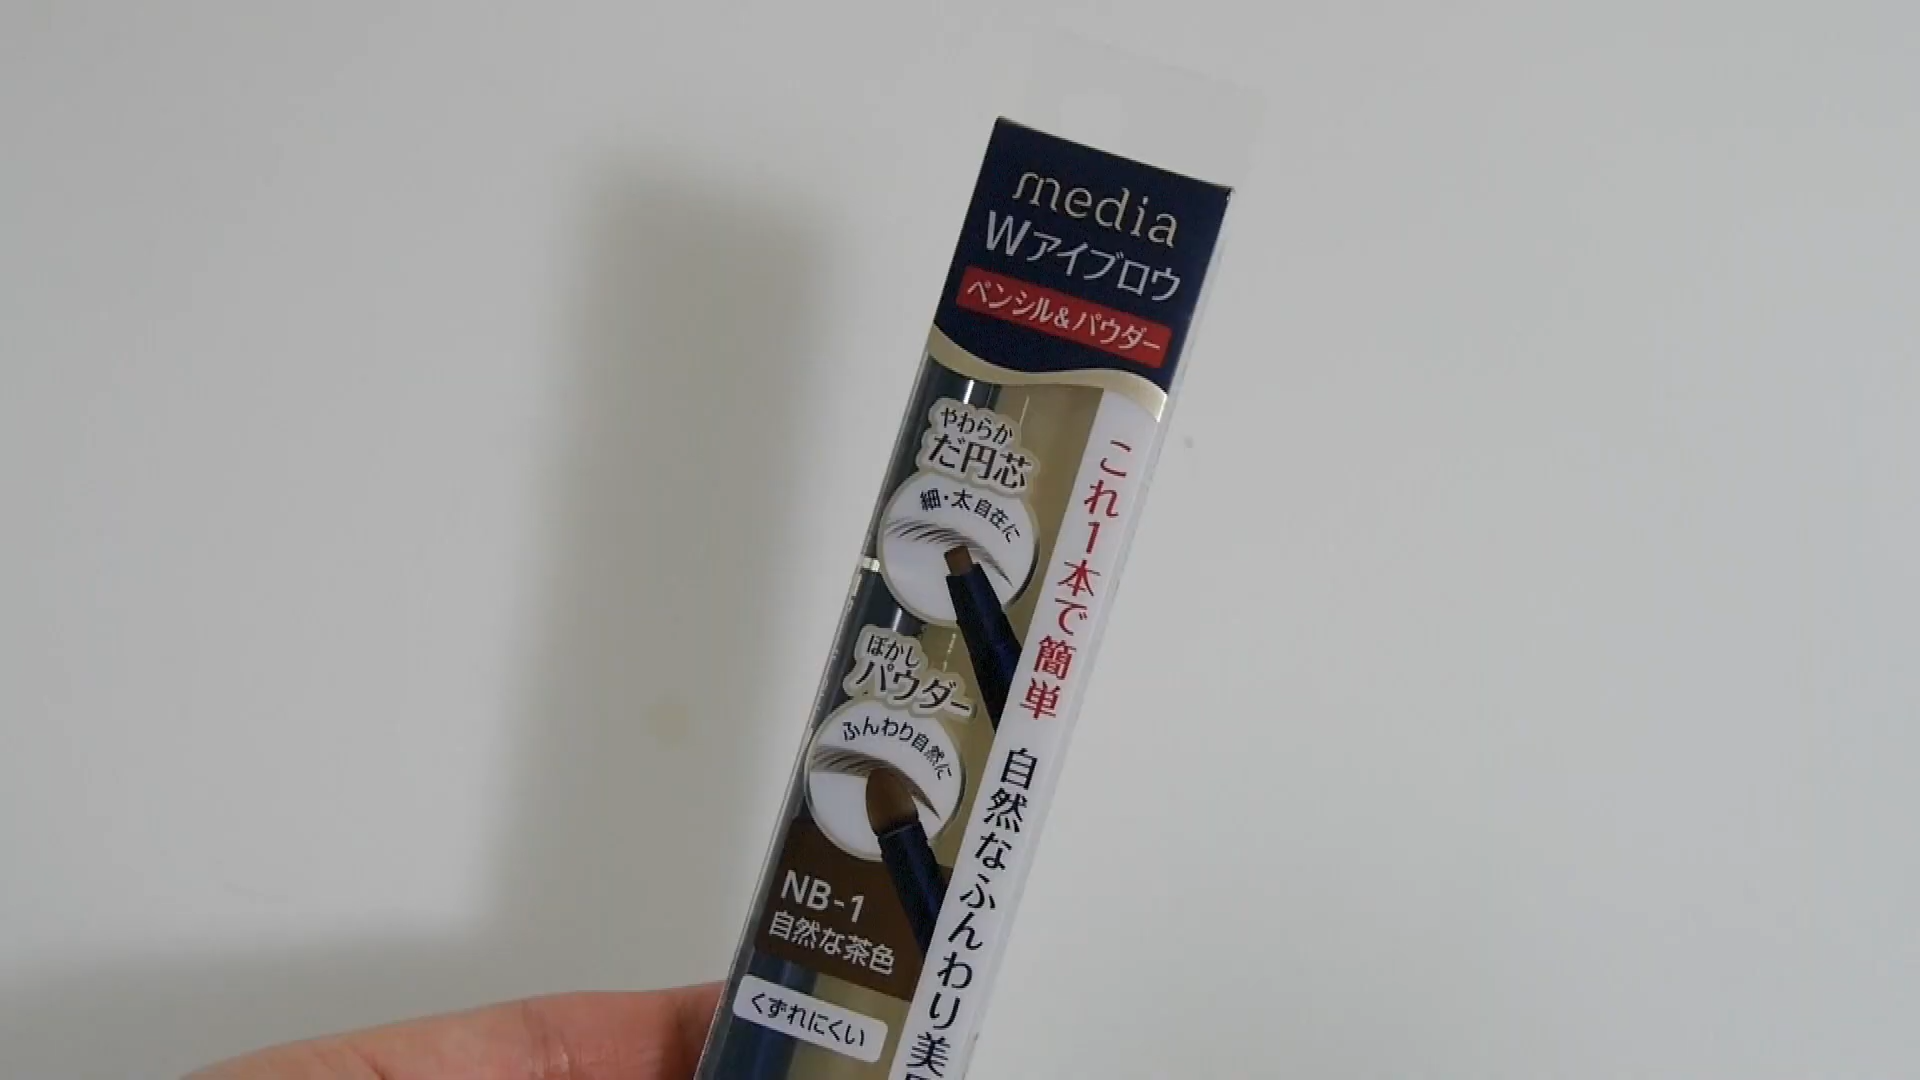 media
Wアイブロウ
ペンシル&パウダー
やわらか
だ円芯
細・太自在に
ぼかし
パウダー
ふんわり自然に
NB-1
自然な茶色
くずれにくい
これ1本で簡単 自然なふんわり美